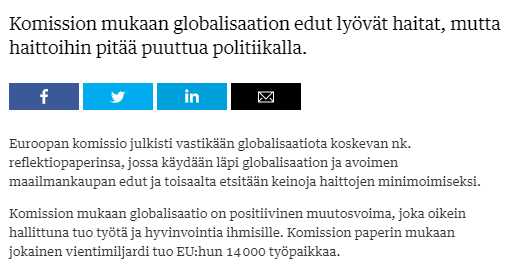 Komission mukaan globalisaation edut lyövät haitat, mutta
haittoihin pitää puuttua politiikalla.
Euroopan komissio julkisti vastikään globalisaatiota koskevan nk.
reflektiopaperinsa, jossa käydään läpi globalisaation ja avoimen
maailmankaupan edut ja toisaalta etsitään keinoja haittojen minimoimiseksi.
Komission mukaan globalisaatio on positiivinen muutosvoima, joka oikein
hallittuna tuo työtä ja hyvinvointia ihmisille. Komission paperin mukaan
jokainen vientimiljardi tuo EU:hun 14 000 työpaikkaa.